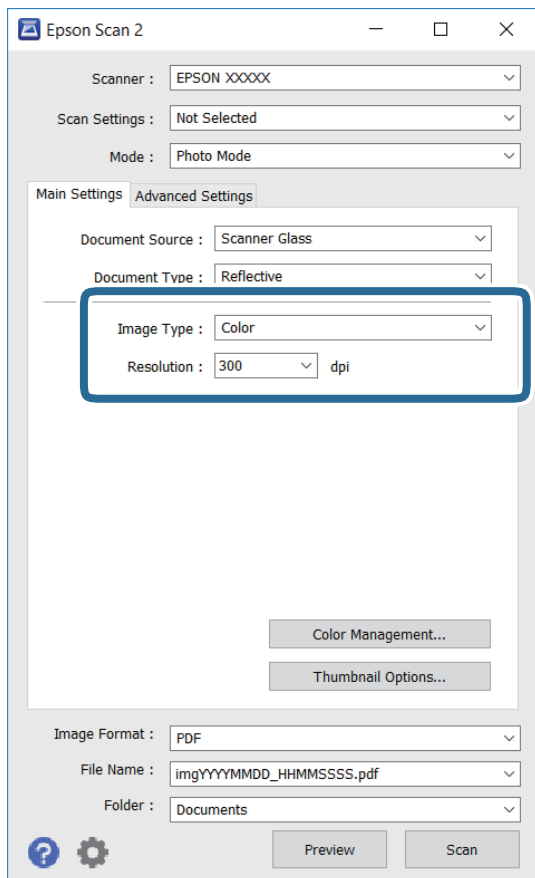 Epson Scan 2
Scanner : EPSON XXXXX
Scan Settings : Not Selected
Mode : Photo Mode
Main Settings Advanced Settings
Document Source : Scanner Glass
Document Type : Reflective
Image Type : Color
Resolution : 300 dpi
Color Management...
Thumbnail Options...
Image Format : PDF
File Name : imgYYYYMMDD_HHMMSSSS.pdf
Folder : Documents
? Preview Scan